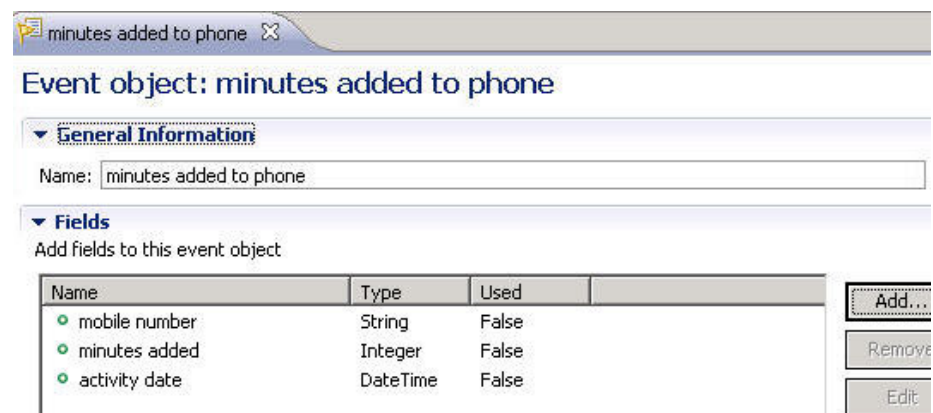 minutes added to phone
Event object: minutes added to phone
General Information
Name: minutes added to phone
Fields
Add fields to this event object
Name Type Used
mobile number String False
minutes added Integer False
activity date DateTime False
Add...
Remove
Edit